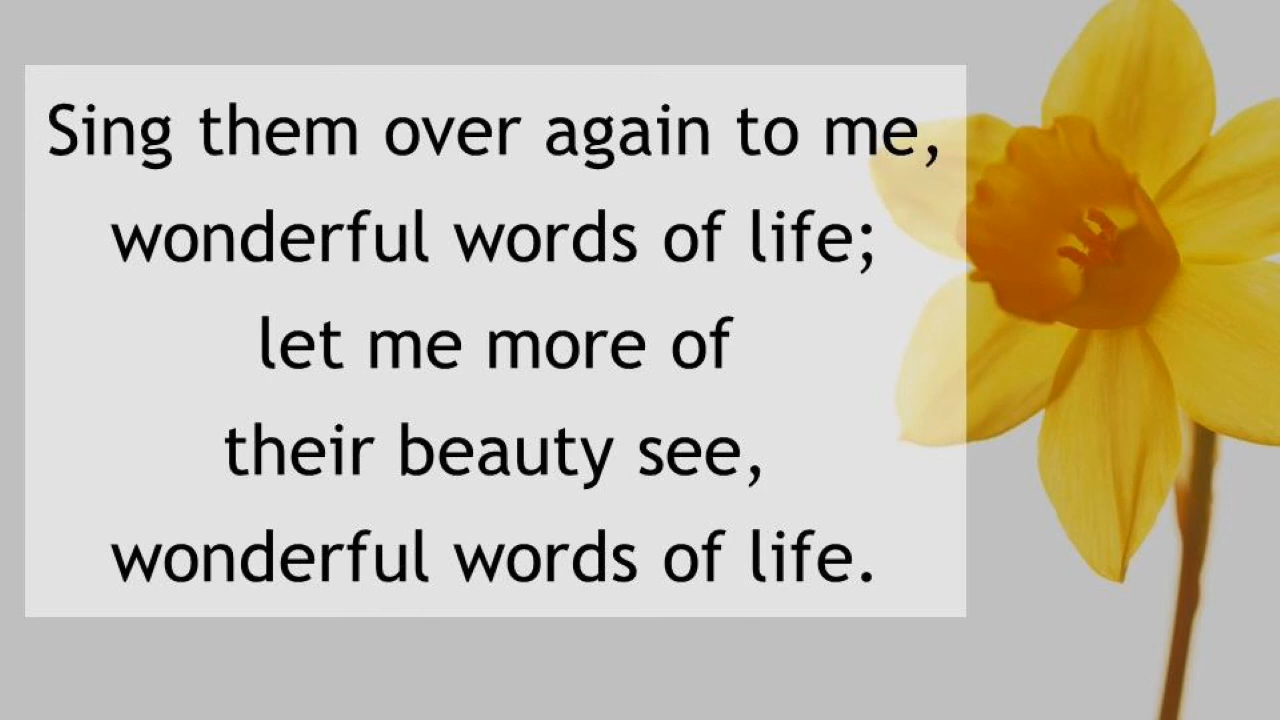 Sing them over again to me,
wonderful words of life;
let me more of
their beauty see,
wonderful words of life.